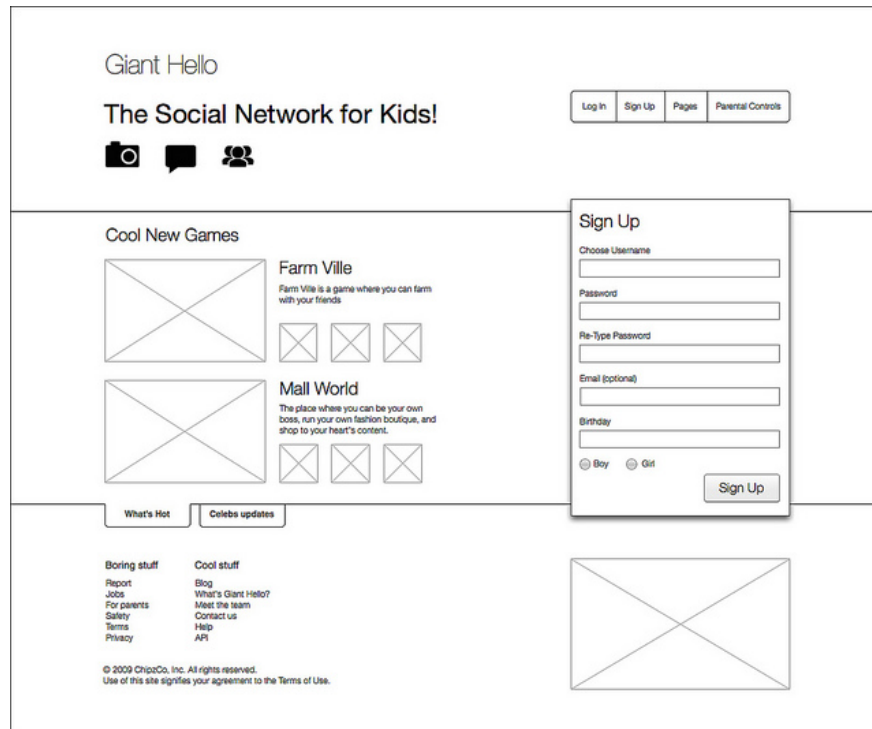 Giant Hello
The Social Network for Kids!
Log In
Sign Up
Pages
Parental Controls
Cool New Games
Farm Ville
Farm Ville is a game where you can farm
with your friends
Mall World
The place where you can be your own
boss, run your own fashion boutique, and
shop to your heart's content.
Sign Up
Choose Username
Password
Re-Type Password
Email (optional)
Birthday
Boy
Girl
Sign Up
What's Hot
Celebs updates
Boring stuff
Report
Jobs
For parents
Safety
Terms
Privacy
Cool stuff
Blog
What's Giant Hello?
Meet the team
Contact us
Help
API
© 2009 ChipzCo, Inc. All rights reserved.
Use of this site signifies your agreement to the Terms of Use.